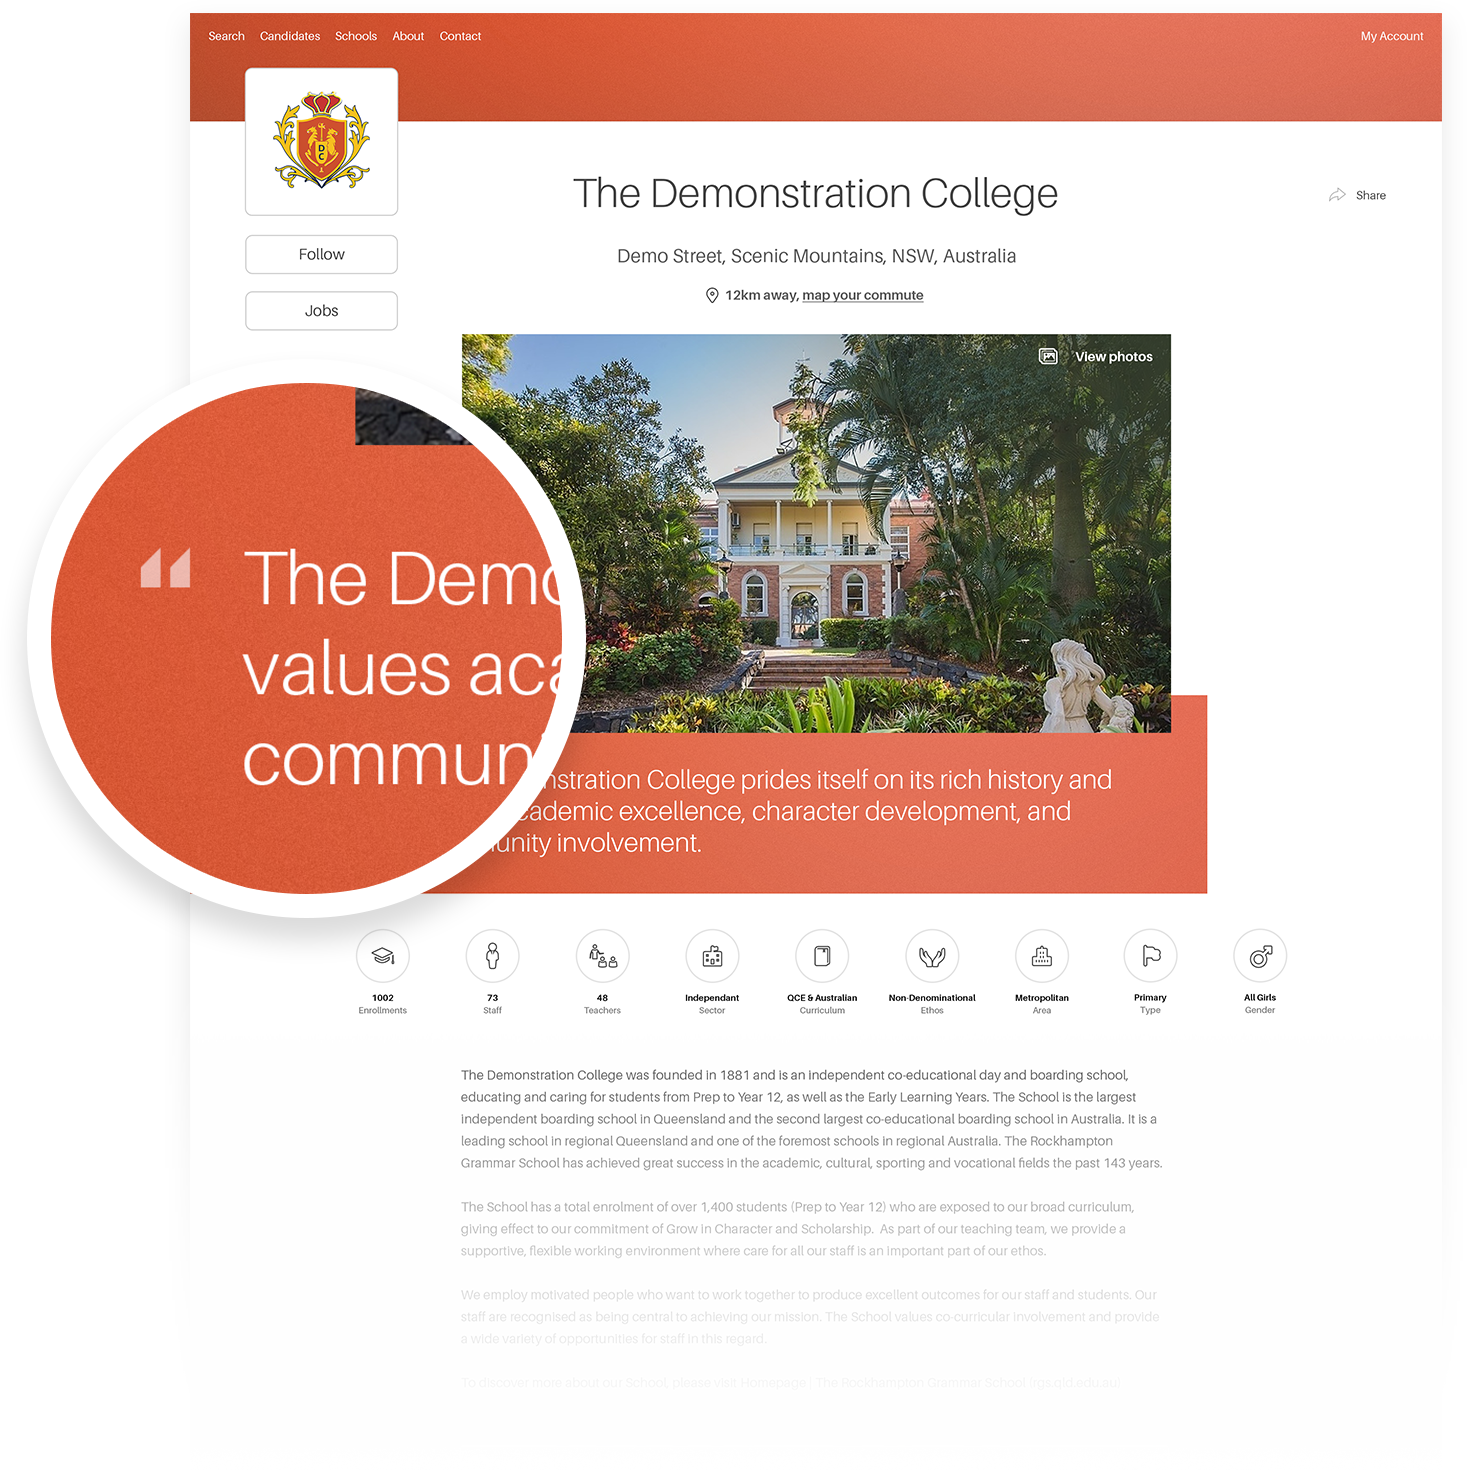 Search Candidates Schools About Contact
My Account
DC
The Demonstration College
Share
Demo Street, Scenic Mountains, NSW, Australia
12km away, map your commute
Follow
Jobs
View photos
“ The Demo
values aca
commun
nstration College prides itself on its rich history and
cademic excellence, character development, and
unity involvement.
1002
Enrollments
73
Staff
48
Teachers
Independant
Sector
QCE & Australian
Curriculum
Non-Denominational
Ethos
Metropolitan
Area
Primary
Type
All Girls
Gender
The Demonstration College was founded in 1881 and is an independent co-educational day and boarding school,
educating and caring for students from Prep to Year 12, as well as the Early Learning Years. The School is the largest
independent boarding school in Queensland and the second largest co-educational boarding school in Australia. It is a
leading school in regional Queensland and one of the foremost schools in regional Australia. The Rockhampton
Grammar School has achieved great success in the academic, cultural, sporting and vocational fields the past 143 years.
The School has a total enrolment of over 1,400 students (Prep to Year 12) who are exposed to our broad curriculum,
giving effect to our commitment of Grow in Character and Scholarship. As part of our teaching team, we provide a
supportive, flexible working environment where care for all our staff is an important part of our ethos.
We employ motivated people who want to work together to produce excellent outcomes for our staff and students. Our
staff are recognised as being central to achieving our mission. The School values co-curricular involvement and provide
a wide variety of opportunities for staff in this regard.
To discover more about our School, please visit Homepage | The Rockhampton Grammar School (rgs.qld.edu.au)